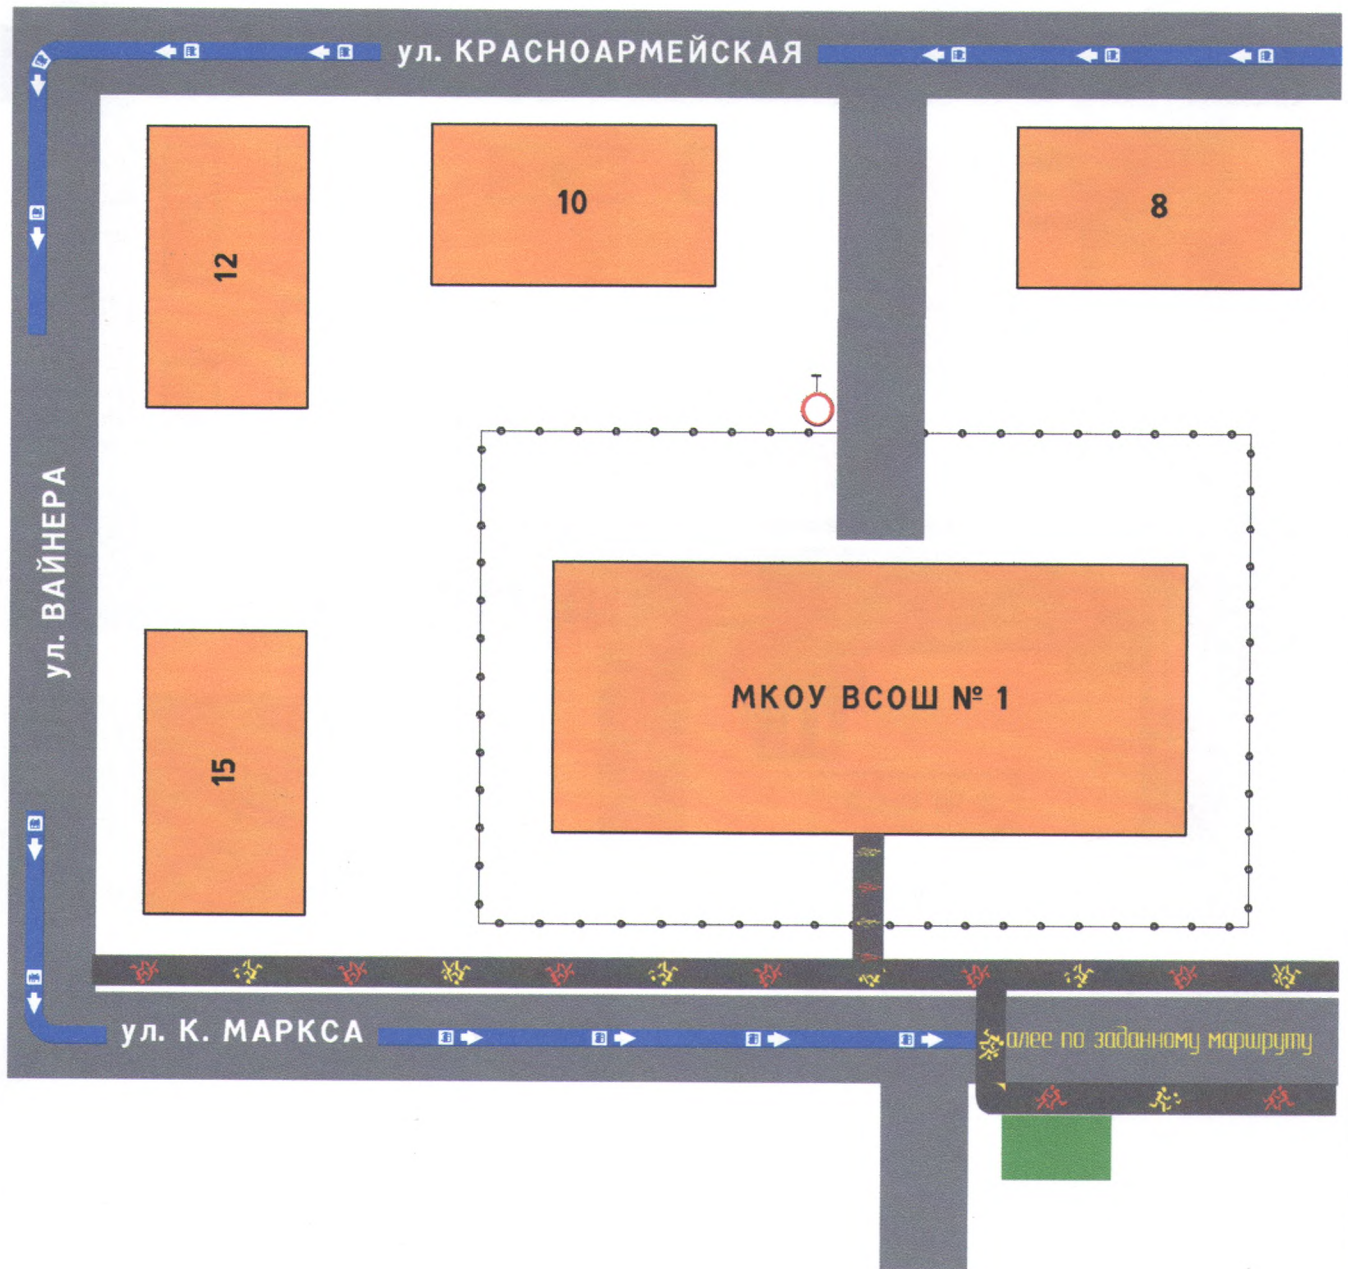 ул. КРАСНОАРМЕЙСКАЯ
12
10
8
ул. ВАЙНЕРА
МКОУ ВСОШ № 1
15
ул. К. МАРКСА
алее по заданному маршруту